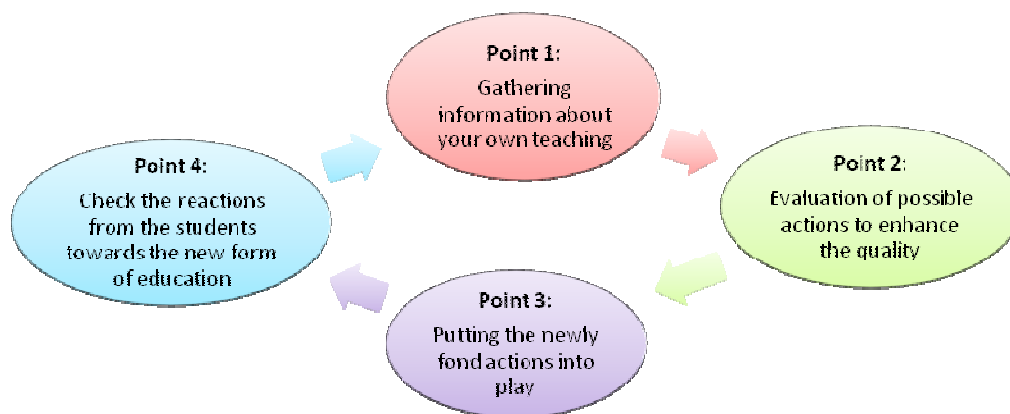 Point 1:
Gathering
information about
your own teaching
Point 2:
Evaluation of possible
actions to enhance
the quality
Point 3:
Putting the newly
fond actions into
play
Point 4:
Check the reactions
from the students
towards the new form
of education